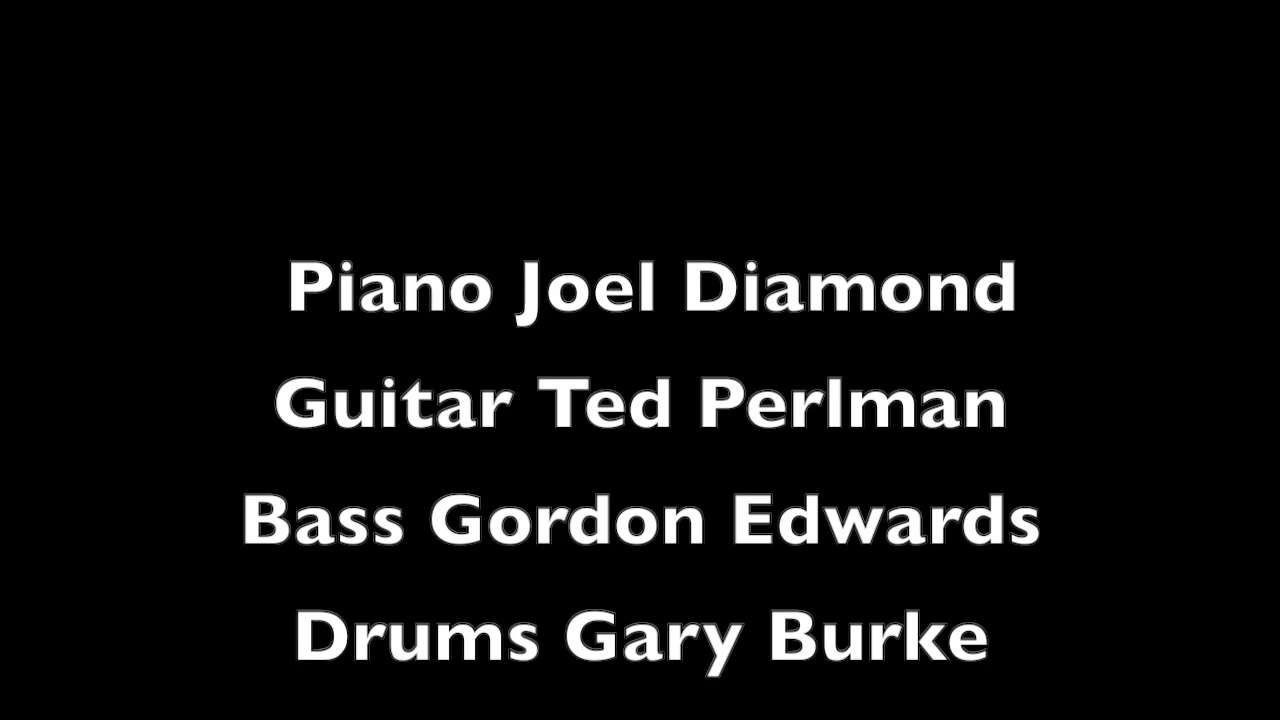 Piano Joel Diamond
Guitar Ted Perlman
Bass Gordon Edwards
Drums Gary Burke